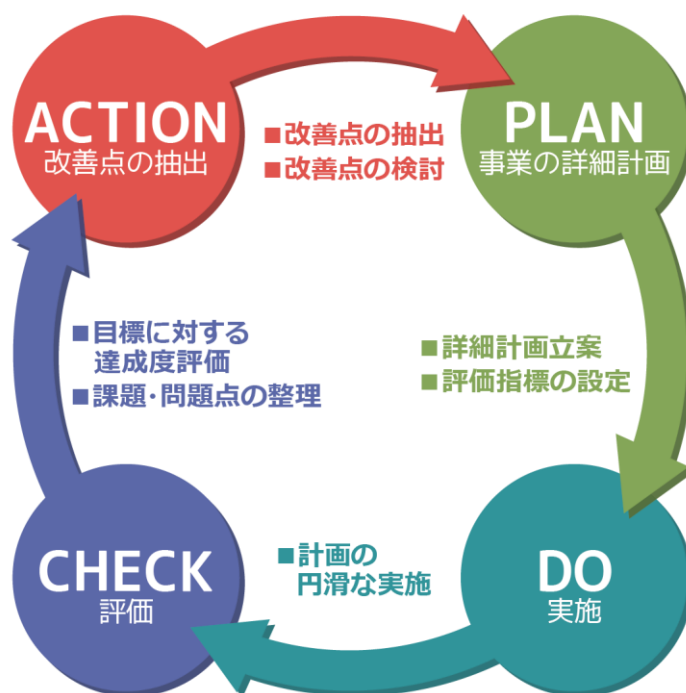 ACTION
改善点の抽出
■改善点の抽出
■改善点の検討
PLAN
事業の詳細計画
■目標に対する
達成度評価
■課題・問題点の整理
■詳細計画立案
■評価指標の設定
CHECK
評価
■計画の
円滑な実施
DO
実施